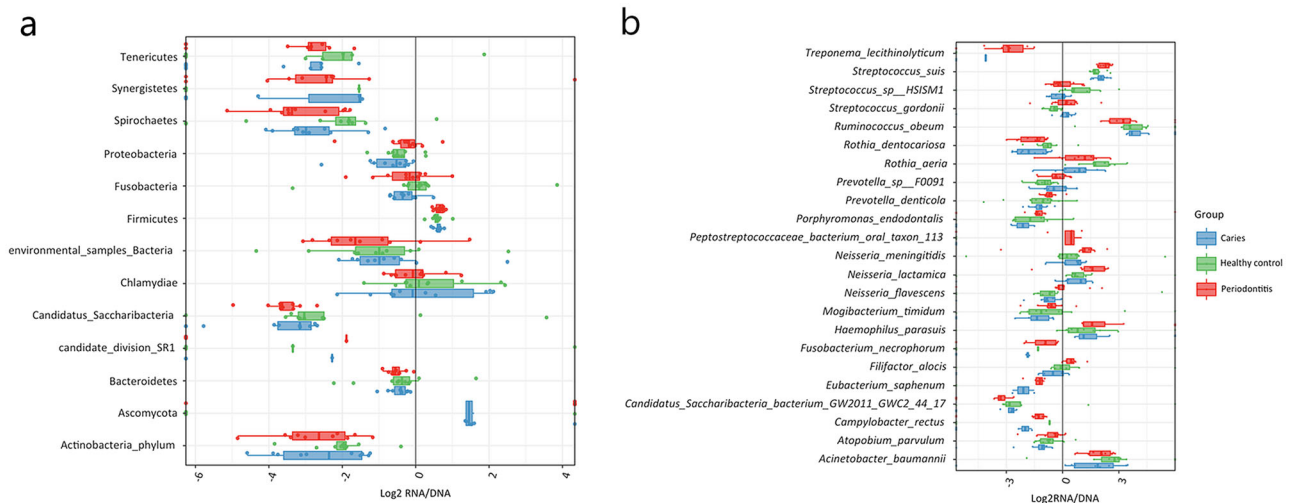 a
Tenericutes
Synergistetes
Spirochaetes
Proteobacteria
Fusobacteria
Firmicutes
environmental_samples_Bacteria
Chlamydiae
Candidatus_Saccharibacteria
candidate_division_SR1
Bacteroidetes
Ascomycota
Actinobacteria_phylum
-6
-4
-2
0
2
4
Log2 RNA/DNA
b
Treponema_lecithinolyticum
Streptococcus_suis
Streptococcus_sp__HSISM1
Streptococcus_gordonii
Ruminococcus_obeum
Rothia_dentocariosa
Rothia_aeria
Prevotella_sp__F0091
Prevotella_denticola
Porphyromonas_endodontalis
Peptostreptococcaceae_bacterium_oral_taxon_113
Neisseria_meningitidis
Neisseria_lactamica
Neisseria_flavescens
Mogibacterium_timidum
Haemophilus_parasuis
Fusobacterium_necrophorum
Filifactor_alocis
Eubacterium_saphenum
Candidatus_Saccharibacteria_bacterium_GW2011_GWC2_44_17
Campylobacter_rectus
Atopobium_parvulum
Acinetobacter_baumannii
-3
0
3
Log2RNA/DNA
Group
Caries
Healthy control
Periodontitis